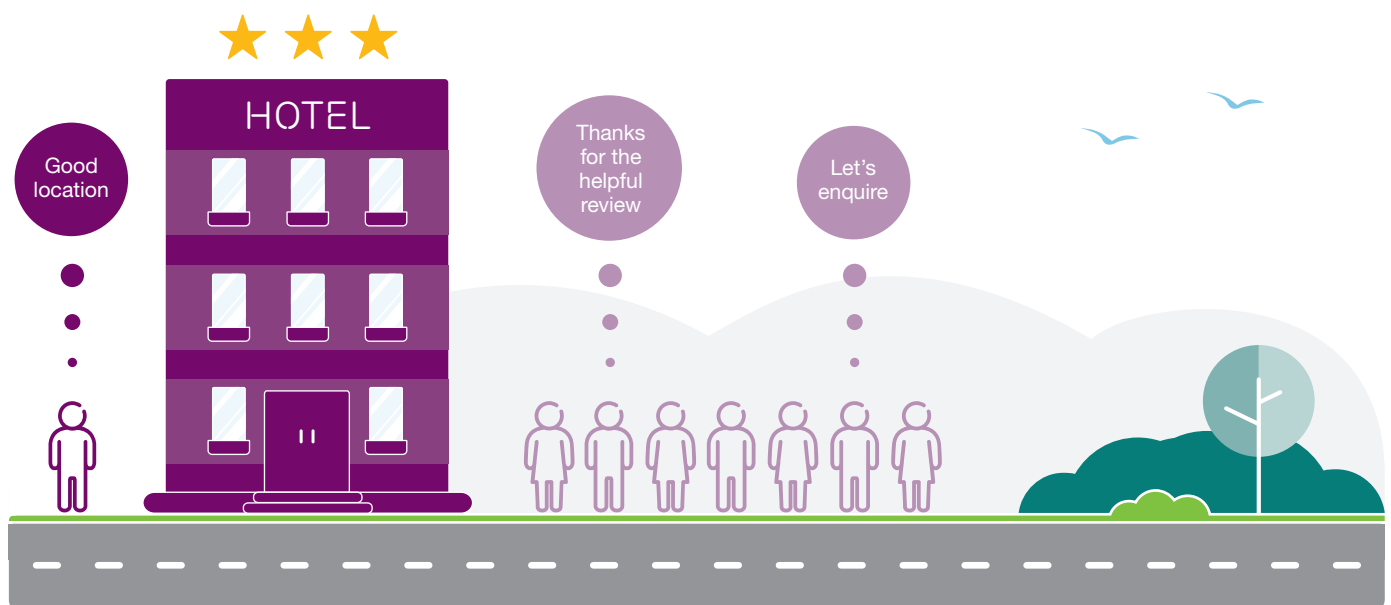 HOTEL
Good
location
Thanks
for the
helpful
review
Let's
enquire